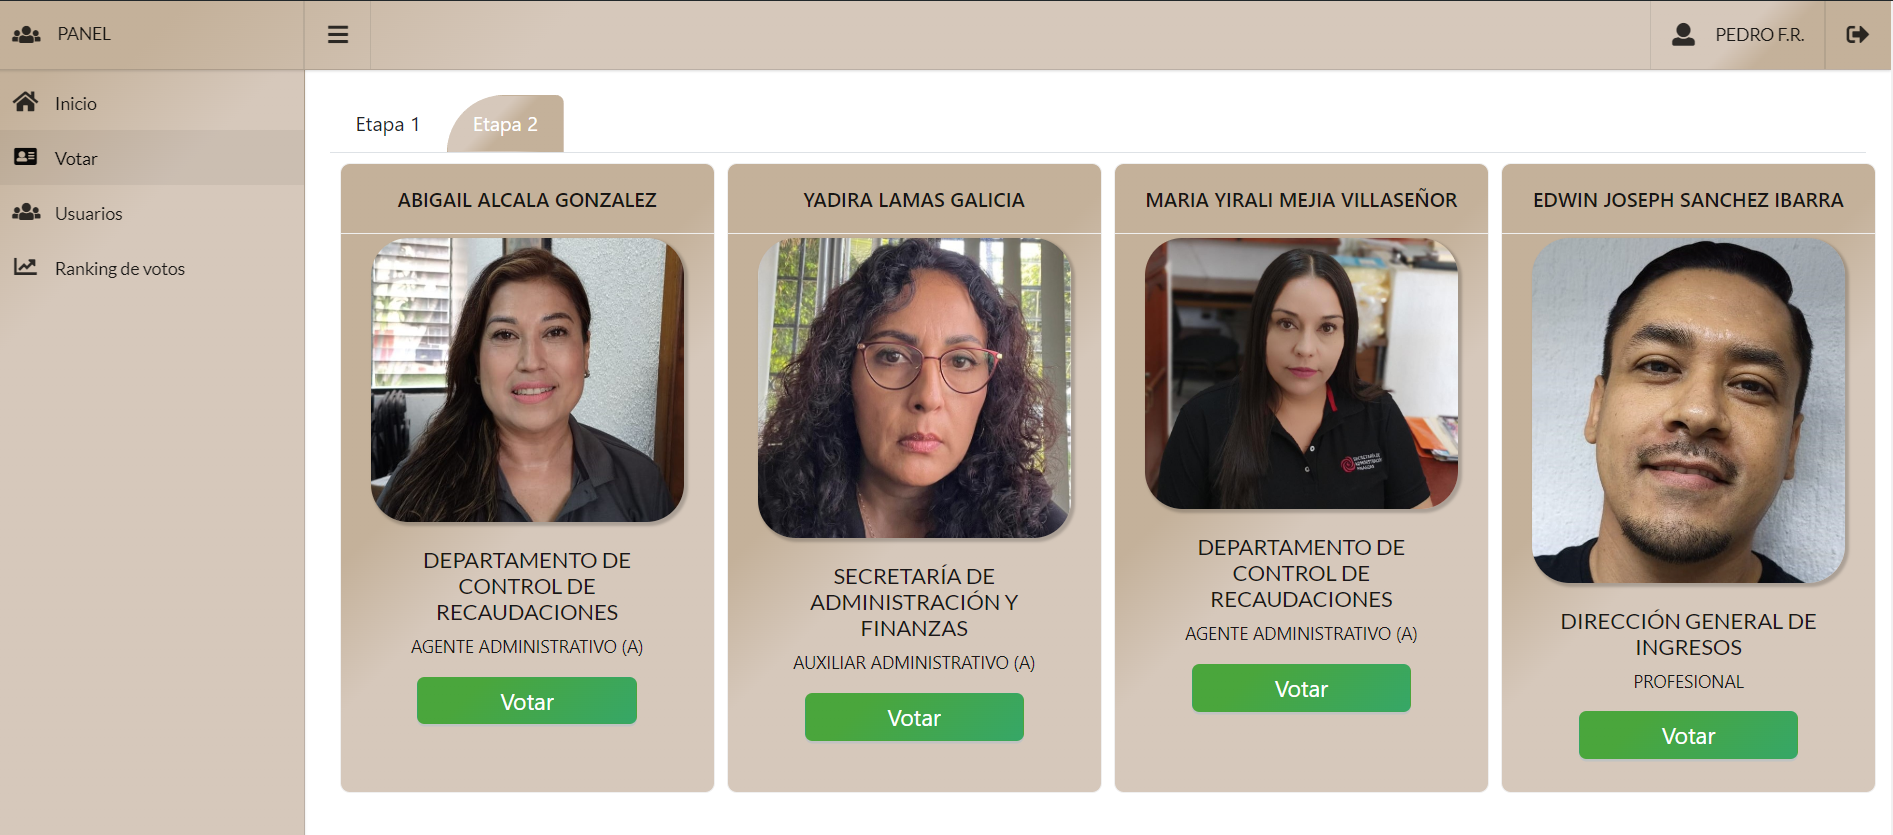 PANEL
PEDRO F.R.
Inicio
Votar
Usuarios
Ranking de votos
Etapa 1
Etapa 2
ABIGAIL ALCALA GONZALEZ
DEPARTAMENTO DE
CONTROL DE
RECAUDACIONES
AGENTE ADMINISTRATIVO (A)
Votar
YADIRA LAMAS GALICIA
SECRETARÍA DE
ADMINISTRACIÓN Y
FINANZAS
AUXILIAR ADMINISTRATIVO (A)
Votar
MARIA YIRALI MEJIA VILLASEÑOR
SECRETARÍA DE
DEPARTAMENTO DE
CONTROL DE
RECAUDACIONES
AGENTE ADMINISTRATIVO (A)
Votar
EDWIN JOSEPH SANCHEZ IBARRA
DIRECCIÓN GENERAL DE
INGRESOS
PROFESIONAL
Votar